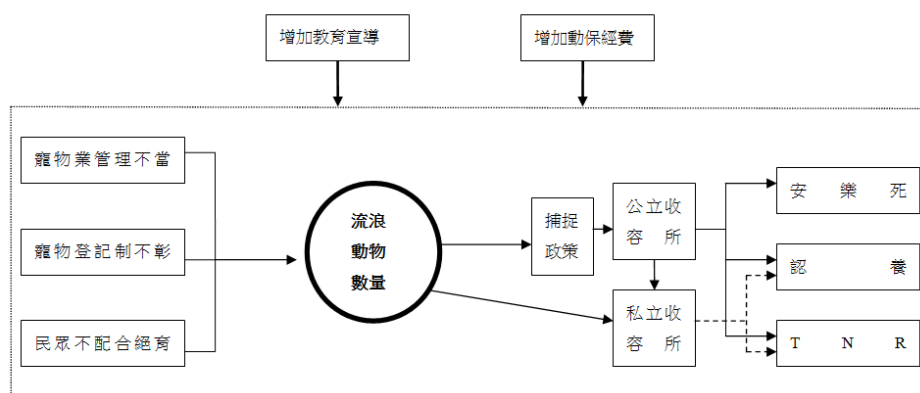 增加教育宣導
增加動保經費
寵物業管理不當
寵物登記制不彰
民眾不配合絕育
流浪
動物
數量
捕捉
政策
公立收
容所
私立收
容所
安樂死
認養
TNR